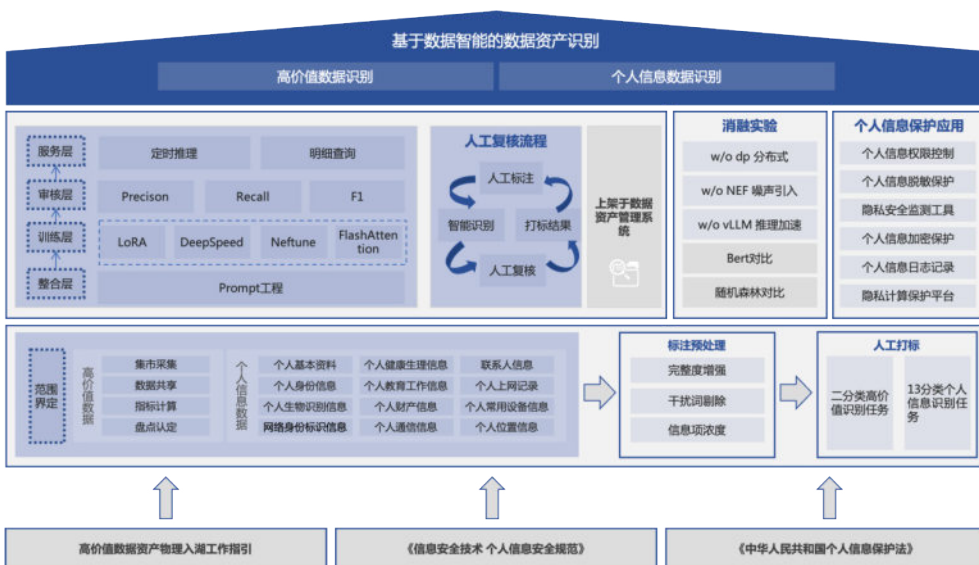 基于数据智能的数据资产识别
高价值数据识别
个人信息数据识别
服务层
审核层
训练层
整合层
定时推理
明细查询
Precison
Recall
F1
LoRA
DeepSpeed
Neftune
FlashAtten
tion
Prompt工程
人工复核流程
人工标注
智能识别
打标结果
人工复核
上架于数据
资产管理系
统
消融实验
w/o dp 分布式
w/o NEF 噪声引入
w/o vLLM 推理加速
Bert对比
随机森林对比
个人信息保护应用
个人信息权限控制
个人信息脱敏保护
隐私安全监测工具
个人信息加密保护
个人信息日志记录
隐私计算保护平台
范围
界定
高价值数据
集市采集
数据共享
指标计算
盘点认定
个人信息数据
个人基本资料
个人健康生理信息
联系人信息
个人身份信息
个人教育工作信息
个人上网记录
个人生物识别信息
个人财产信息
个人常用设备信息
网络身份标识信息
个人通信信息
个人位置信息
标注预处理
完整度增强
干扰词剔除
信息项浓度
人工打标
二分类高价
值识别任务
13分类个人
信息识别任
务
高价值数据资产物理入湖工作指引
《信息安全技术 个人信息安全规范》
《中华人民共和国个人信息保护法》